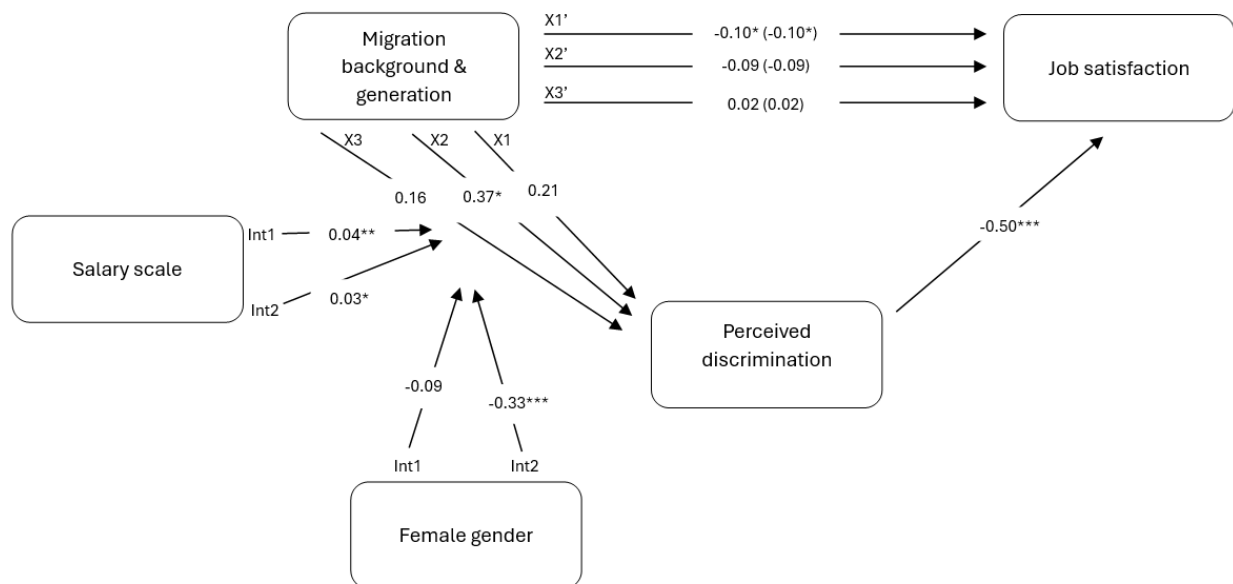 X1’
Migration
background &
generation
-0.10* (-0.10*)
X2’
-0.09 (-0.09)
X3’
0.02 (0.02)
Job satisfaction
X3
X2
X1
0.16
0.37*
0.21
Salary scale
Int1
0.04**
Int2
0.03*
-0.50***
Perceived
discrimination
-0.09
-0.33***
Int1
Int2
Female gender